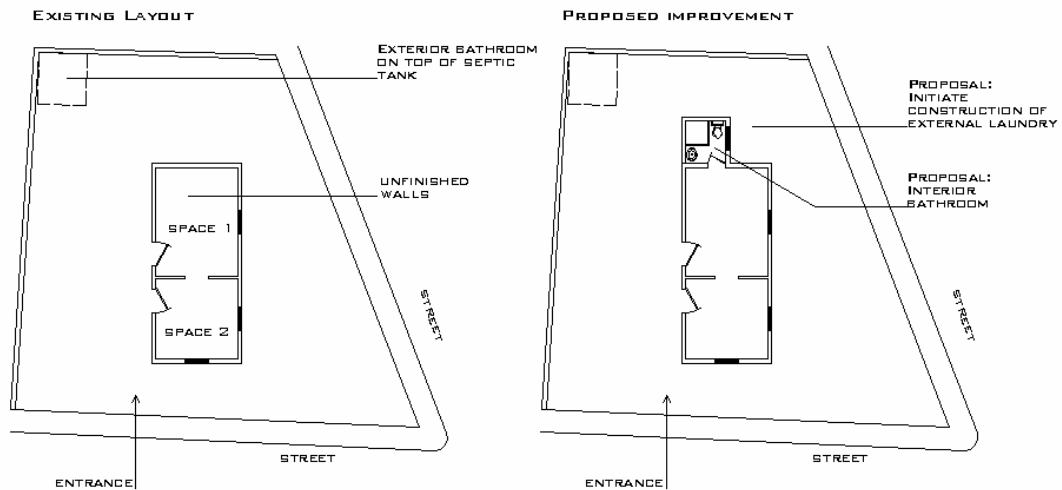 EXISTING LAYOUT
EXTERIOR BATHROOM
ON TOP OF SEPTIC
TANK
UNFINISHED
WALLS
SPACE 1
SPACE 2
STREET
STREET
ENTRANCE
PROPOSED IMPROVEMENT
PROPOSAL:
INITIATE
CONSTRUCTION OF
EXTERNAL LAUNDRY
PROPOSAL:
INTERIOR
BATHROOM
STREET
STREET
ENTRANCE